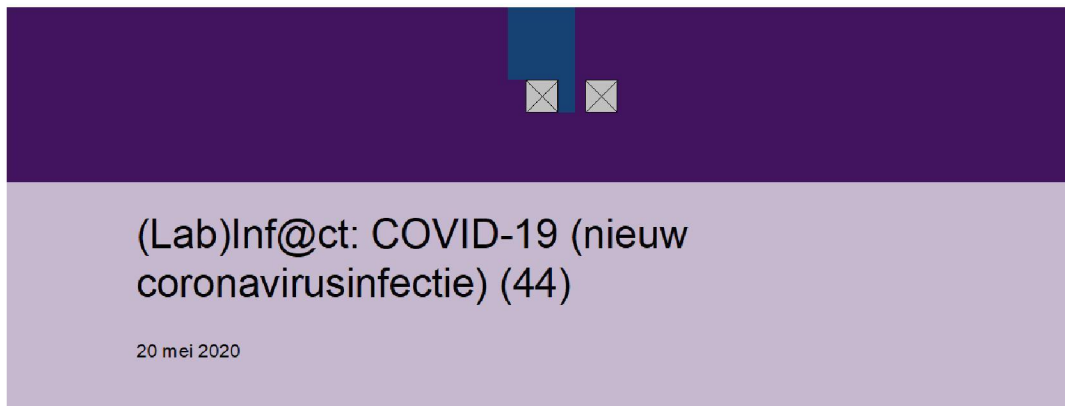 (Lab)Inf@ct: COVID-19 (nieuw
coronavirusinfectie) (44)
20 mei 2020